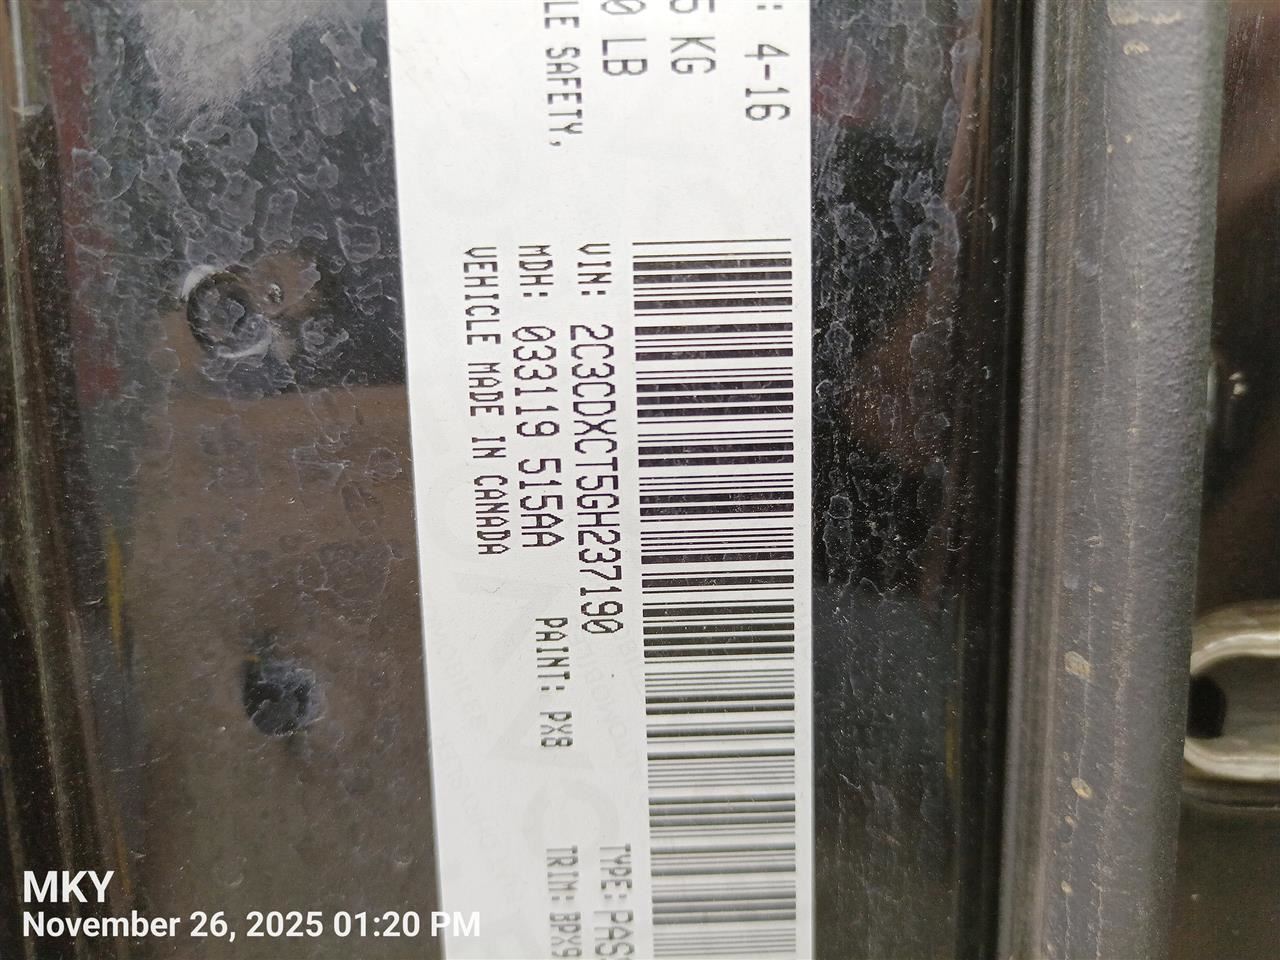 : 4-16
5 KG
0 LB
LE SAFETY,
VIN: 2C3CDXCT5GH237190
TYPE: PAS
MDH: 033119 515AA
PAINT: PX8
TRIM: BPX9
VEHICLE MADE IN CANADA
MKY
November 26, 2025 01:20 PM